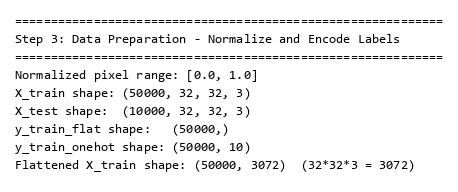 ============================================================
Step 3: Data Preparation - Normalize and Encode Labels
============================================================
Normalized pixel range: [0.0, 1.0]
X_train shape: (50000, 32, 32, 3)
X_test shape:  (10000, 32, 32, 3)
y_train_flat shape:   (50000,)
y_train_onehot shape: (50000, 10)
Flattened X_train shape: (50000, 3072)  (32*32*3 = 3072)